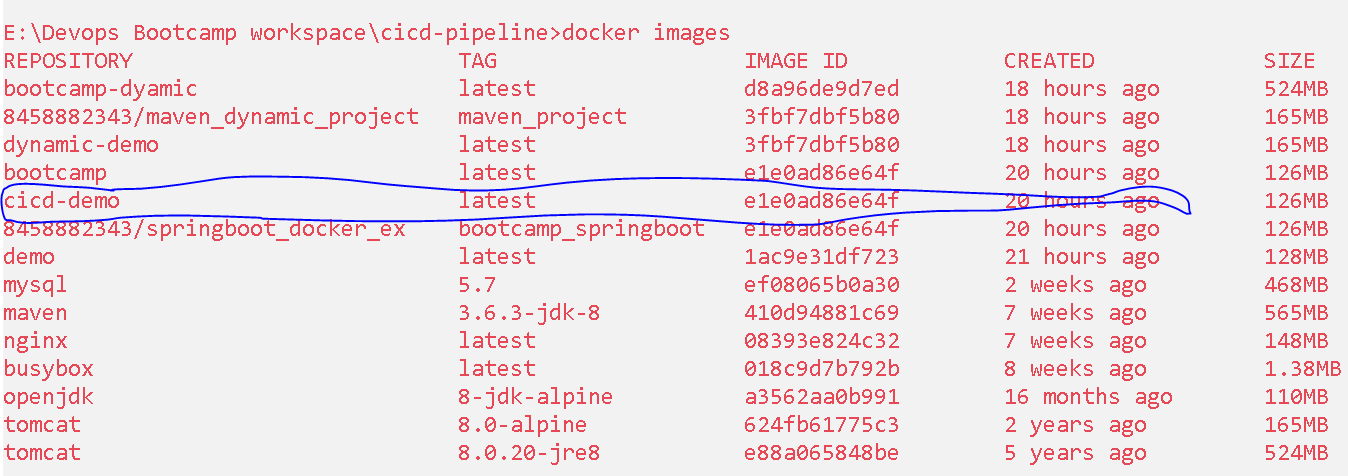 E:\Devops Bootcamp workspace\cicd-pipeline>docker images
REPOSITORY TAG IMAGE ID CREATED SIZE
bootcamp-dyamic latest d8a96de9d7ed 18 hours ago 524MB
8458882343/maven_dynamic_project maven_project 3fbf7dbf5b80 18 hours ago 165MB
dynamic-demo latest 3fbf7dbf5b80 18 hours ago 165MB
bootcamp latest e1e0ad86e64f 20 hours ago 126MB
cicd-demo latest e1e0ad86e64f 20 hours ago 126MB
8458882343/springboot_docker_ex bootcamp_springboot e1e0ad86e64f 20 hours ago 126MB
demo latest 1ac9e31df723 21 hours ago 128MB
mysql 5.7 ef08065b0a30 2 weeks ago 468MB
maven 3.6.3-jdk-8 410d94881c69 7 weeks ago 565MB
nginx latest 08393e824c32 7 weeks ago 148MB
busybox latest 018c9d7b792b 8 weeks ago 1.38MB
openjdk 8-jdk-alpine a3562aa0b991 16 months ago 110MB
tomcat 8.0-alpine 624fb61775c3 2 years ago 165MB
tomcat 8.0.20-jre8 e88a065848be 5 years ago 524MB